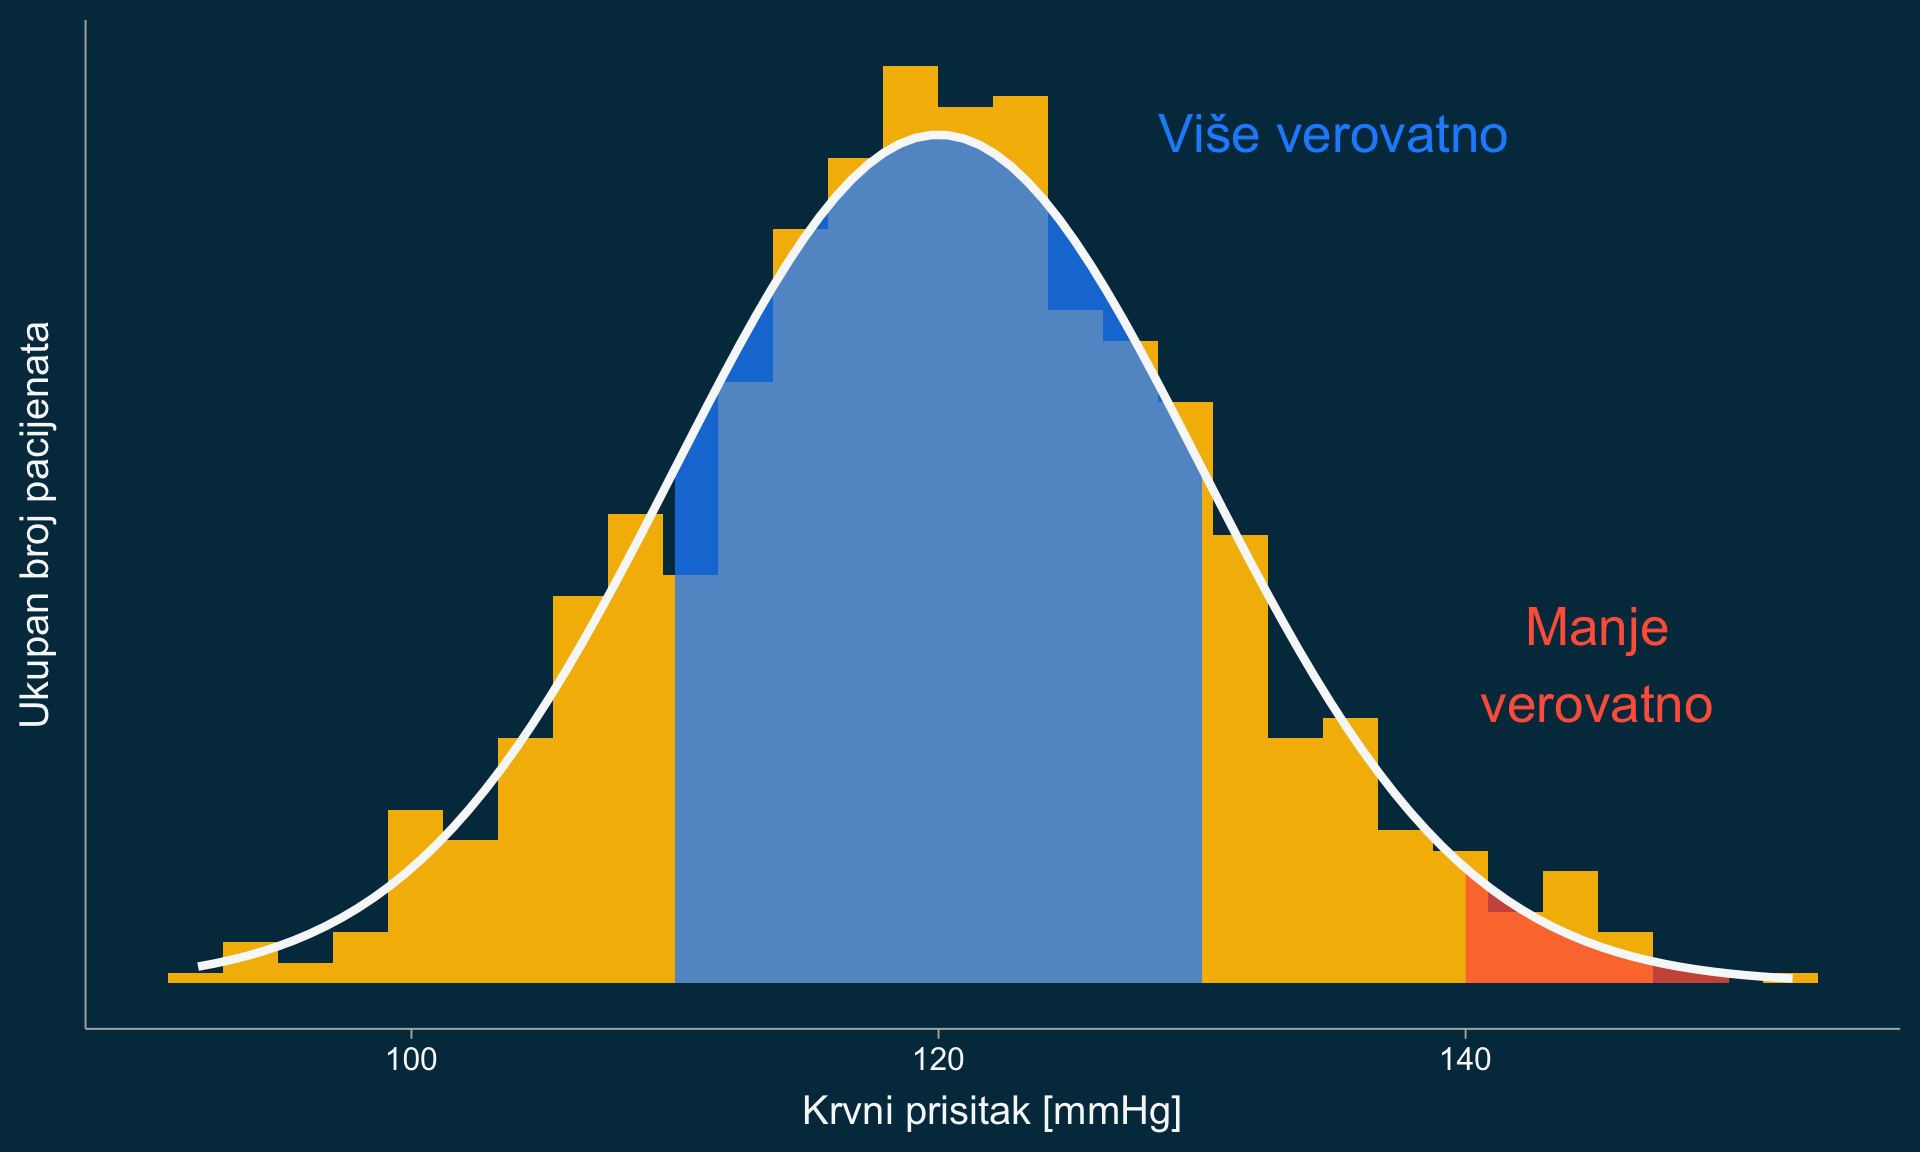 Više verovatno
Manje
verovatno
Ukupan broj pacijenata
100
120
140
Krvni prisitak [mmHg]